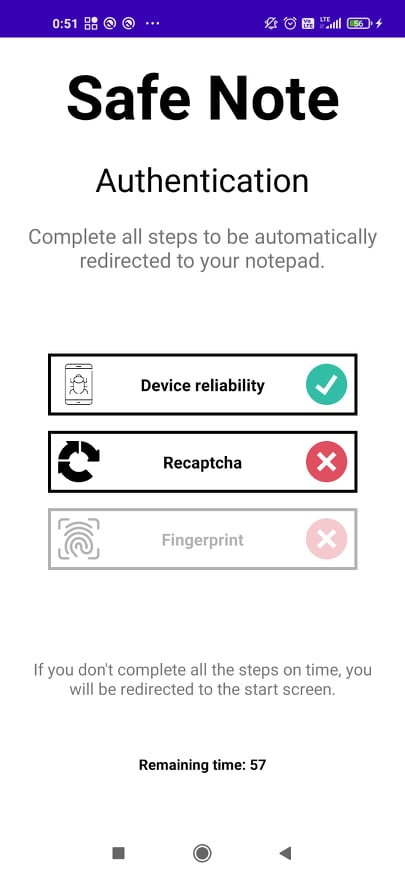 0:51
LTE
56
Safe Note
Authentication
Complete all steps to be automatically
redirected to your notepad.
Device reliability
Recaptcha
Fingerprint
If you don't complete all the steps on time, you
will be redirected to the start screen.
Remaining time: 57